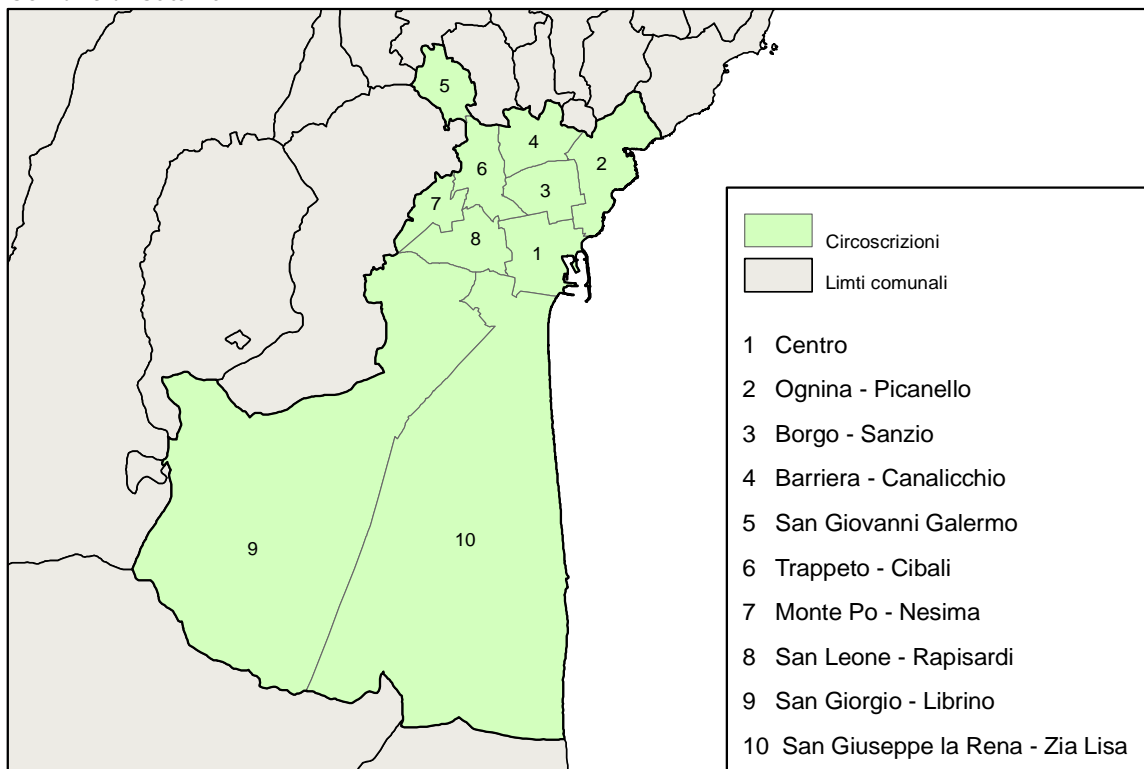 5
4
6
2
3
7
8
1
9
10
Circoscrizioni
Limti comunali
1 Centro
2 Ognina - Picanello
3 Borgo - Sanzio
4 Barriera - Canalicchio
5 San Giovanni Galermo
6 Trappeto - Cibali
7 Monte Po - Nesima
8 San Leone - Rapisardi
9 San Giorgio - Librino
10 San Giuseppe la Rena - Zia Lisa